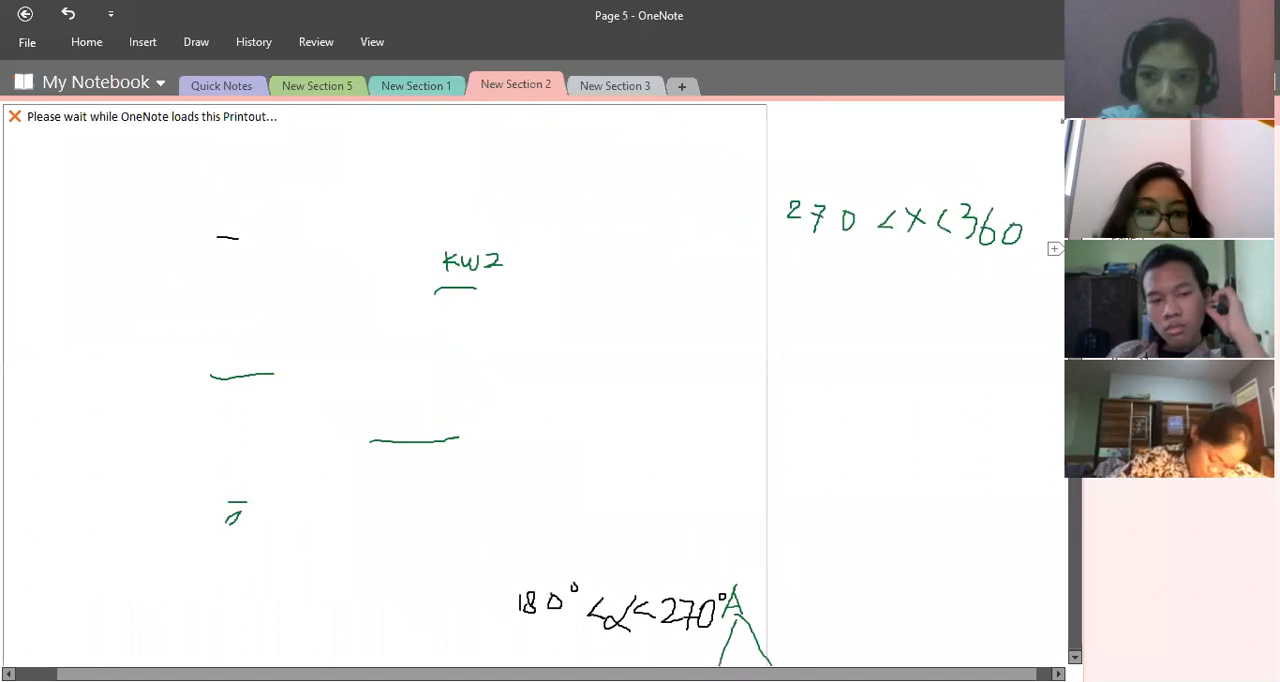 Page 5 - OneNote
File Home Insert Draw History Review View
My Notebook Quick Notes New Section 5 New Section 1 New Section 2 New Section 3 +
Please wait while OneNote loads this Printout...
270 < x < 360
KW2
180° < α < 270°
A